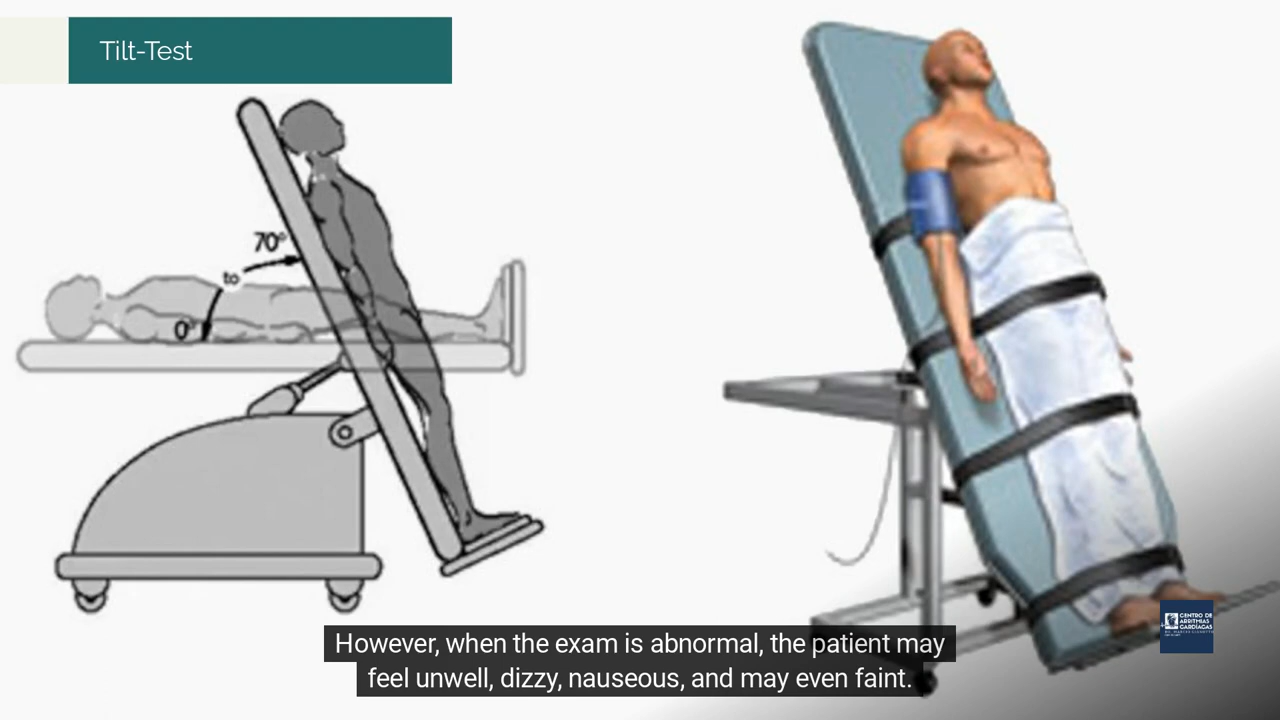 Tilt-Test
70°
to
0°
However, when the exam is abnormal, the patient may
feel unwell, dizzy, nauseous, and may even faint.
CENTRO DE
ARRITMIAS
CARDÍACAS